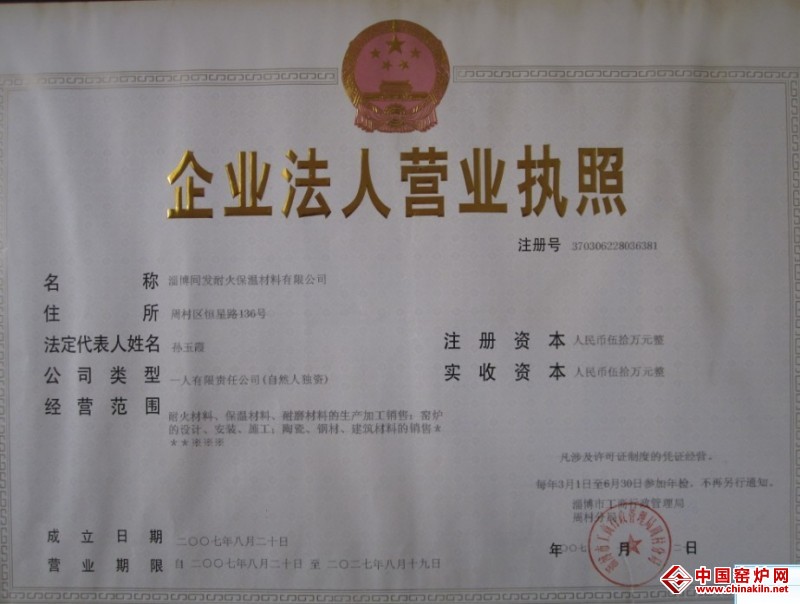 企业法人营业执照
注册号 370306228036381
名称 淄博同发耐火保温材料有限公司
住所 周村区恒星路136号
法定代表人姓名 孙玉霞
注册资本 人民币伍拾万元整
公司类型 一人有限责任公司(自然人独资)
实收资本 人民币伍拾万元整
经营范围
耐火材料、保温材料、耐磨材料的生产加工销售；窑炉
的设计、安装、施工；陶瓷、钢材、建筑材料的销售★
★★※※※
凡涉及许可证制度的凭证经营。
每年3月1日至6月30日参加年检，不再另行通知。
淄博市工商行政管理局
周村分局
成立日期 二〇〇七年八月二十日
年 月 日
营业期限 自 二〇〇七年八月二十日 至 二〇二七年八月十九日
中国窑炉网
www.chinakiln.net